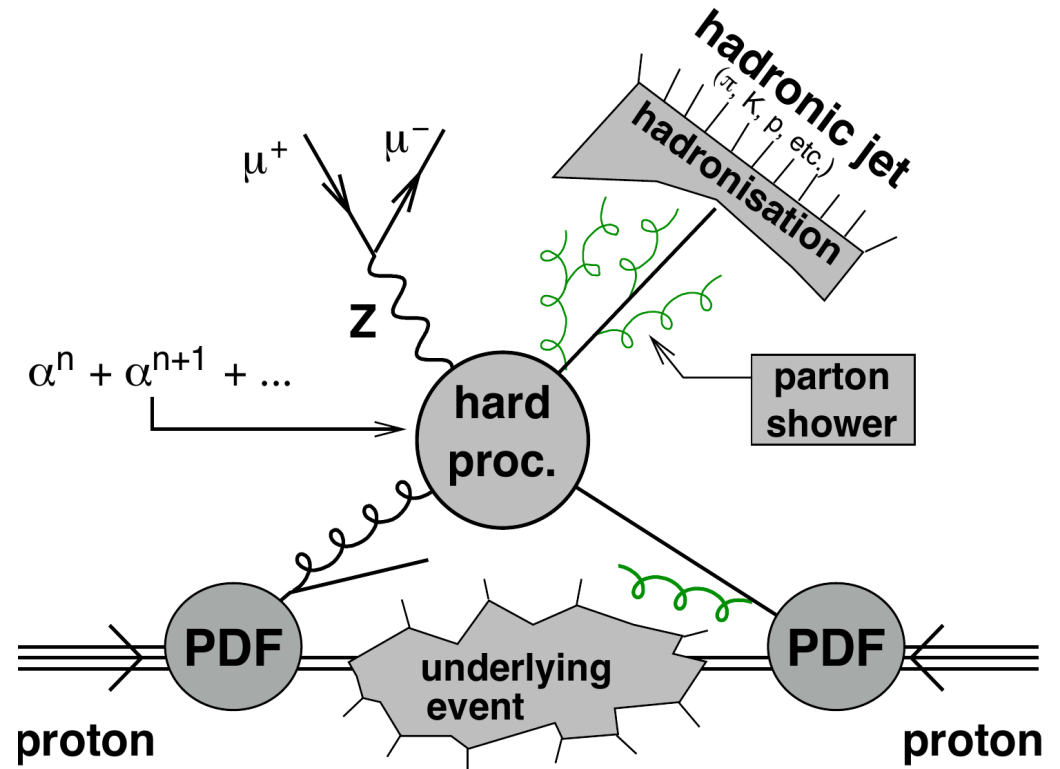 hadronic jet
(π, K, p, etc.)
hadronisation
μ⁺
μ⁻
Z
αⁿ + αⁿ⁺¹ + ...
hard
proc.
parton
shower
PDF
PDF
underlying
event
proton
proton